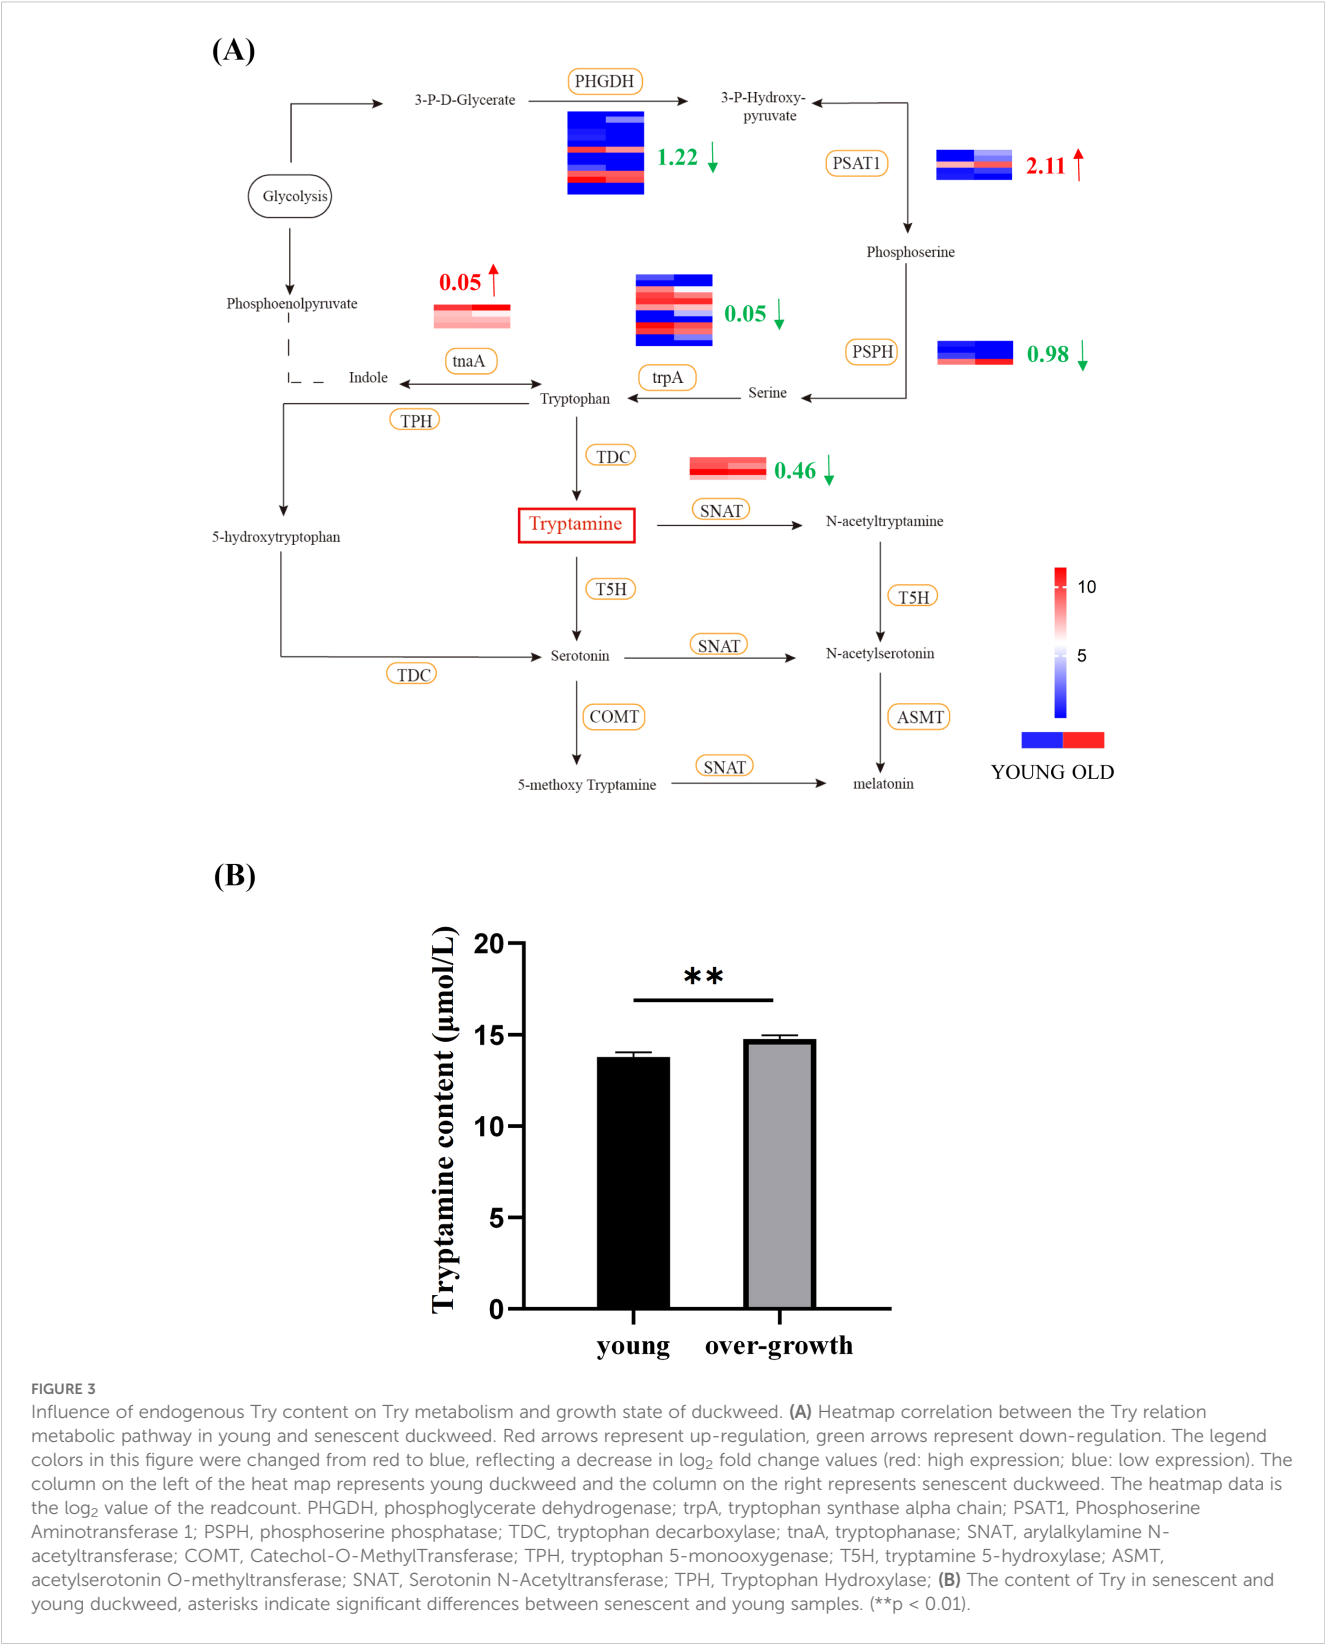 (A)
PHGDH
3-P-D-Glycerate
3-P-Hydroxy-
pyruvate
1.22
PSAT1
2.11
Glycolysis
Phosphoserine
0.05
Phosphoenolpyruvate
0.05
tnaA
PSPH
0.98
Indole
trpA
Serine
Tryptophan
TPH
TDC
0.46
SNAT
Tryptamine
N-acetyltryptamine
5-hydroxytryptophan
T5H
T5H
10
5
SNAT
Serotonin
N-acetylserotonin
TDC
COMT
ASMT
SNAT
YOUNG OLD
5-methoxy Tryptamine
melatonin
(B)
Tryptamine content (μmol/L)
20
15
10
5
0
**
young
over-growth
FIGURE 3
Influence of endogenous Try content on Try metabolism and growth state of duckweed. (A) Heatmap correlation between the Try relation
metabolic pathway in young and senescent duckweed. Red arrows represent up-regulation, green arrows represent down-regulation. The legend
colors in this figure were changed from red to blue, reflecting a decrease in log2 fold change values (red: high expression; blue: low expression). The
column on the left of the heat map represents young duckweed and the column on the right represents senescent duckweed. The heatmap data is
the log2 value of the readcount. PHGDH, phosphoglycerate dehydrogenase; trpA, tryptophan synthase alpha chain; PSAT1, Phosphoserine
Aminotransferase 1; PSPH, phosphoserine phosphatase; TDC, tryptophan decarboxylase; tnaA, tryptophanase; SNAT, arylalkylamine N-
acetyltransferase; COMT, Catechol-O-MethylTransferase; TPH, tryptophan 5-monooxygenase; T5H, tryptamine 5-hydroxylase; ASMT,
acetylserotonin O-methyltransferase; SNAT, Serotonin N-Acetyltransferase; TPH, Tryptophan Hydroxylase; (B) The content of Try in senescent and
young duckweed, asterisks indicate significant differences between senescent and young samples. (**p < 0.01).